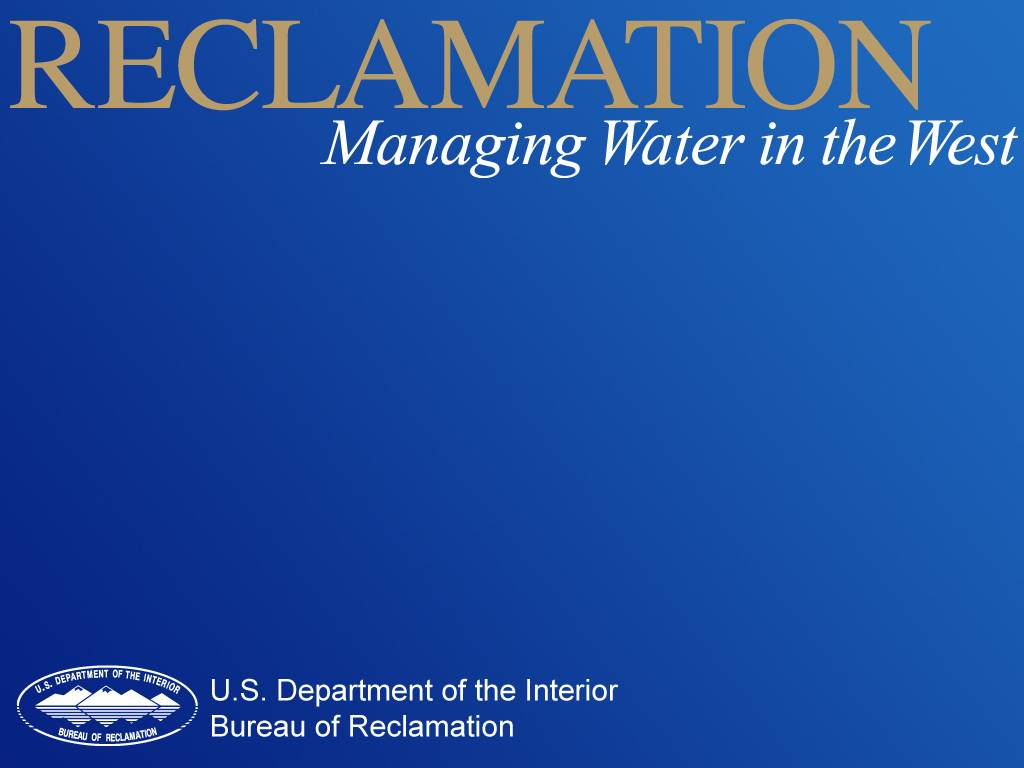 RECLAMATION
Managing Water in the West
U.S. DEPARTMENT OF THE INTERIOR
BUREAU OF RECLAMATION
U.S. Department of the Interior
Bureau of Reclamation